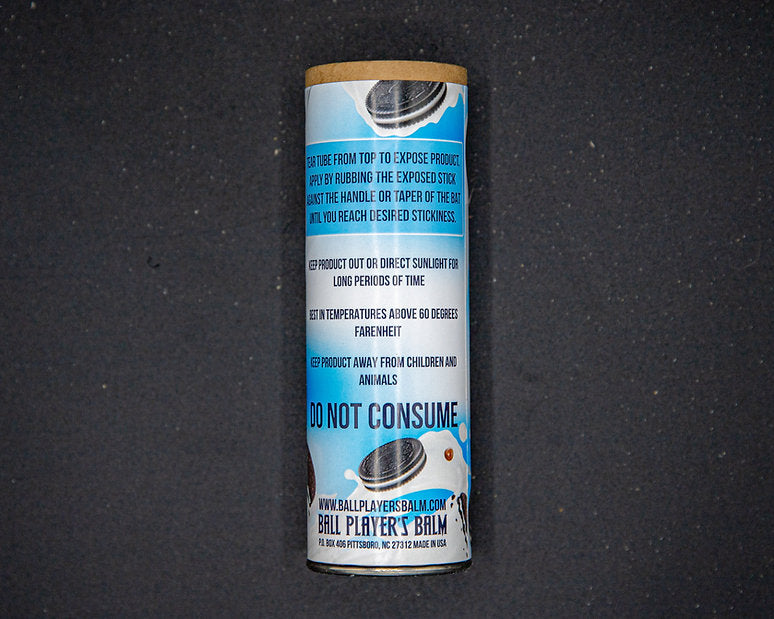 TEAR TUBE FROM TOP TO EXPOSE PRODUCT.
APPLY BY RUBBING THE EXPOSED STICK
AGAINST THE HANDLE OR TAPER OF THE BAT
UNTIL YOU REACH DESIRED STICKINESS.
KEEP PRODUCT OUT OR DIRECT SUNLIGHT FOR
LONG PERIODS OF TIME
BEST IN TEMPERATURES ABOVE 60 DEGREES
FARENHEIT
KEEP PRODUCT AWAY FROM CHILDREN AND
ANIMALS
DO NOT CONSUME
WWW.BALLPLAYERSBALM.COM
BALL PLAYER'S BALM
P.O. BOX 406 PITTSBORO, NC 27312 MADE IN USA